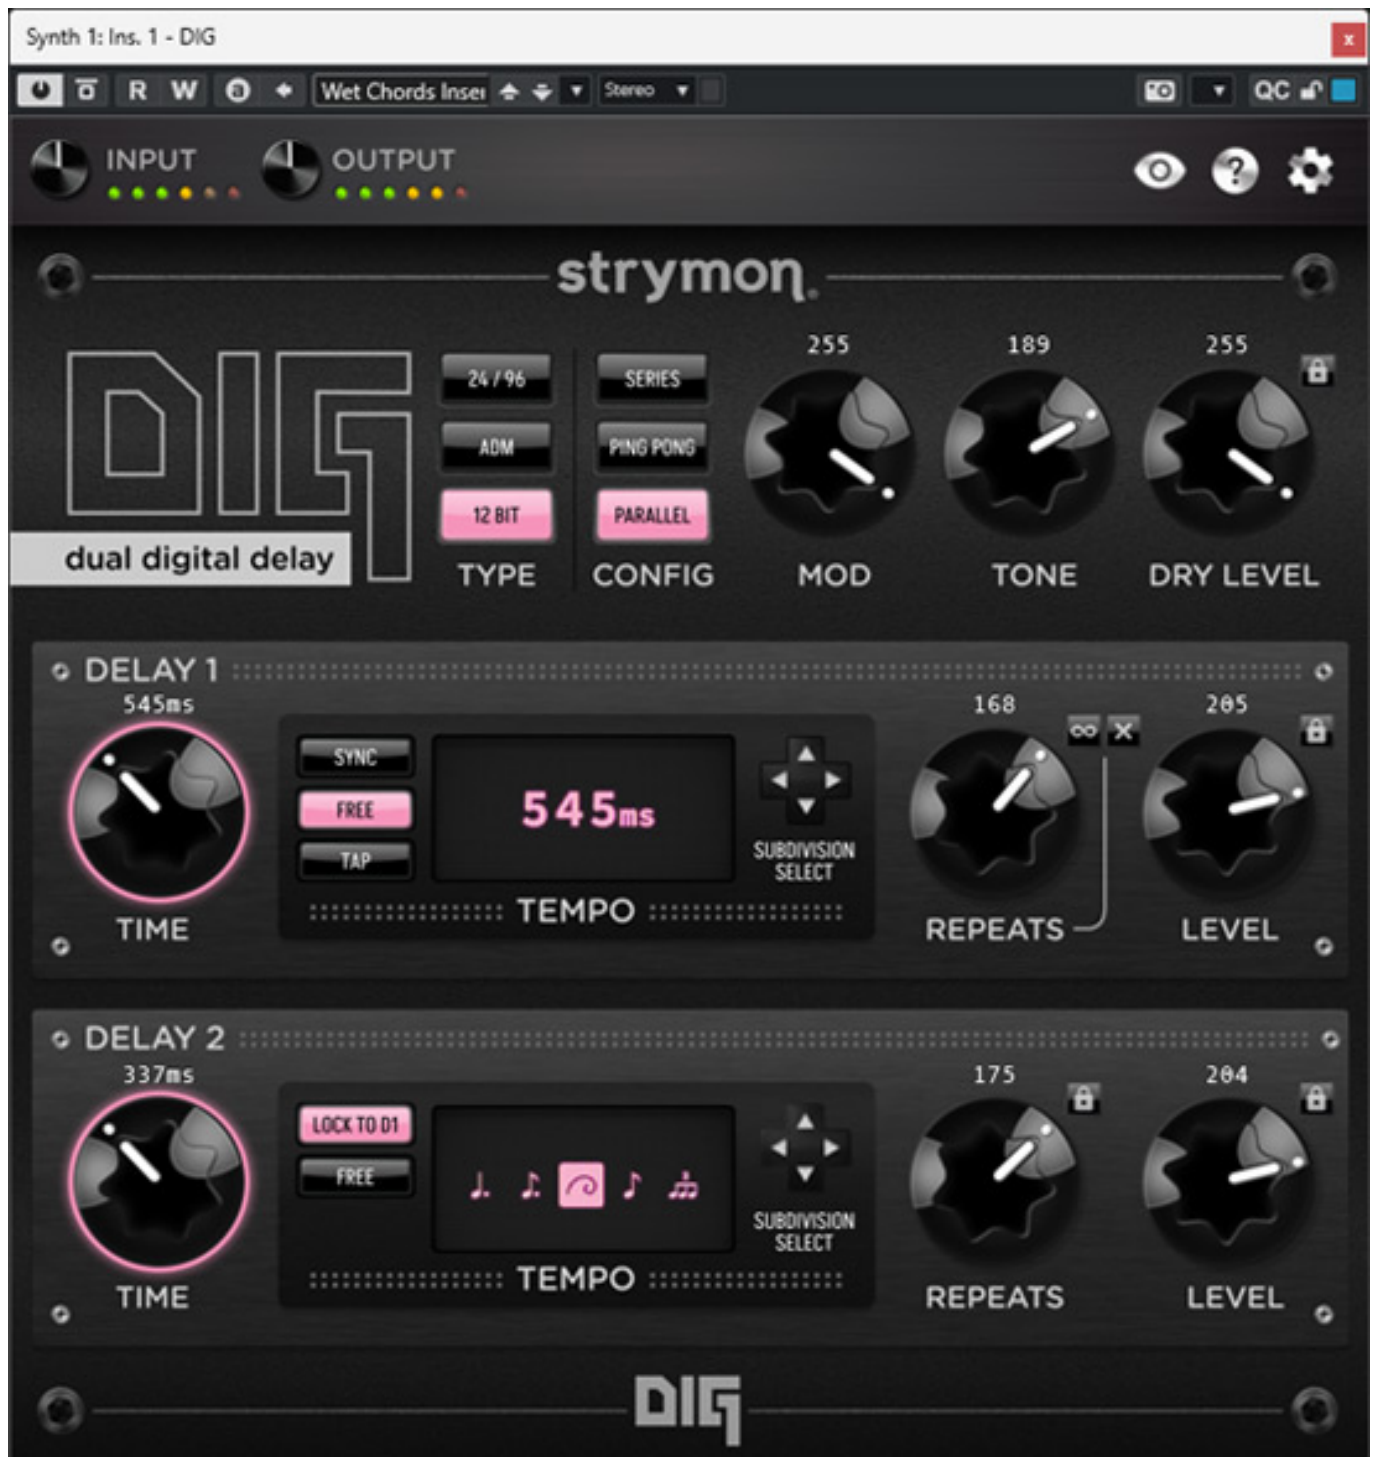 Synth 1: Ins. 1 - DIG
x
R W a Wet Chords Inser Stereo QC
INPUT OUTPUT ?
strymon®
255 189 255
DIG
24 / 96 SERIES
ADM PING PONG
12 BIT PARALLEL
dual digital delay
TYPE CONFIG MOD TONE DRY LEVEL
DELAY 1
545ms 168 205
∞ X
SYNC
FREE
TAP
545ms
SUBDIVISION
SELECT
TEMPO
TIME REPEATS LEVEL
DELAY 2
337ms 175 204
LOCK TO D1
FREE
SUBDIVISION
SELECT
TEMPO
TIME REPEATS LEVEL
DIG